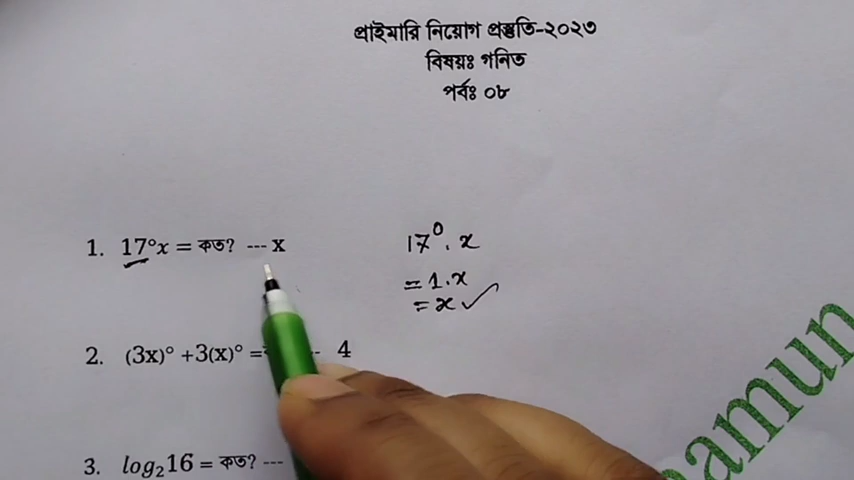 প্রাইমারি নিয়োগ প্রস্তুতি-২০২৩
বিষয়ঃ গনিত
পর্বঃ ০৮
1. 17°x = কত? --- x
17⁰ . x
= 1 . x
= x ✓
2. (3x)° +3(x)° = 4
3. log₂16 = কত? ---
namun